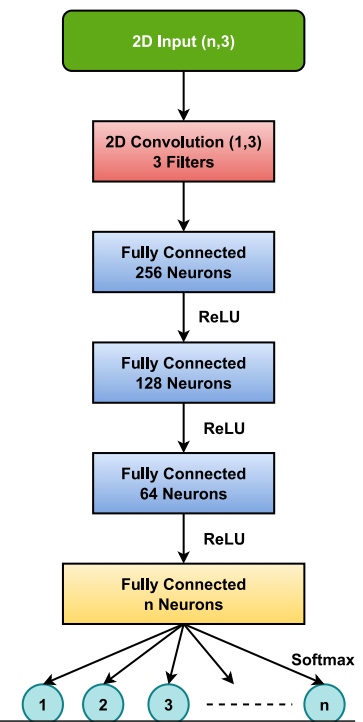 2D Input (n,3)
2D Convolution (1,3)
3 Filters
Fully Connected
256 Neurons
ReLU
Fully Connected
128 Neurons
ReLU
Fully Connected
64 Neurons
ReLU
Fully Connected
n Neurons
Softmax
1 2 3 n